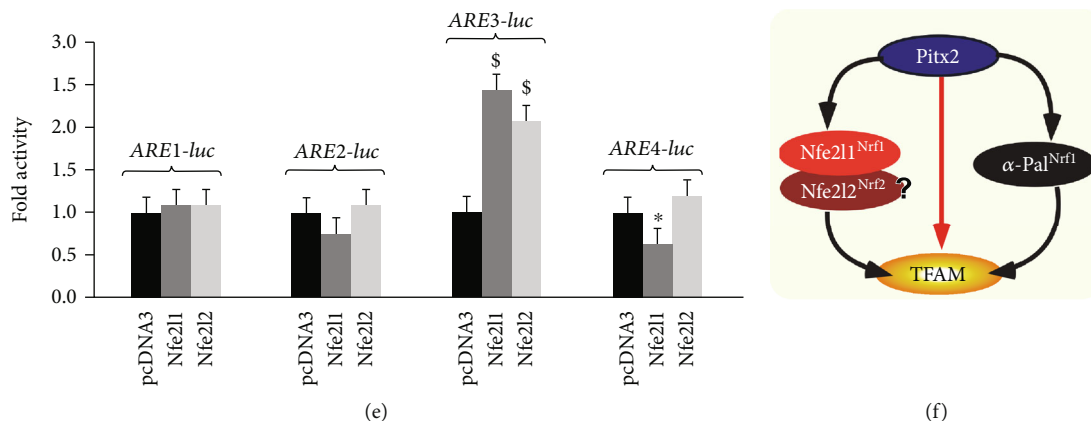 ARE3-luc
3.0
1.5
2.0
1.5
1.0
0.5
0.0
Fold activity
ARE1-luc
ARE2-luc
$
$
ARE4-luc
*
pcDNA3
Nfe2l1
Nfe2l2
pcDNA3
Nfe2l1
Nfe2l2
pcDNA3
Nfe2l1
Nfe2l2
pcDNA3
Nfe2l1
Nfe2l2
(e)
Pitx2
Nfe2l1Nrf1
Nfe2l2Nrf2 ?
α-PalNrf1
TFAM
(f)